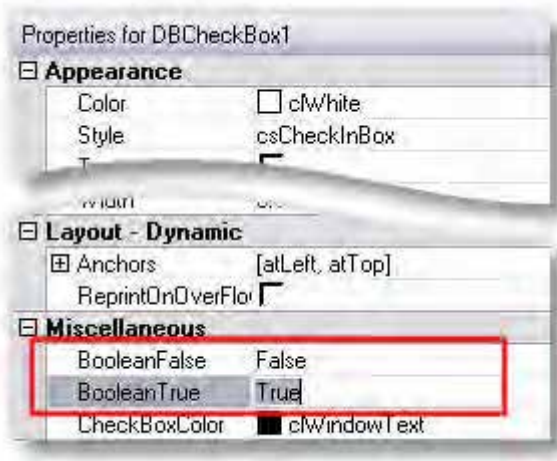 Properties for DBCheckBox1
Appearance
Color clWhite
Style csCheckInBox
Width
Layout - Dynamic
Anchors [atLeft, atTop]
ReprintOnOverFlo
Miscellaneous
BooleanFalse False
BooleanTrue True
CheckBoxColor clWindowText